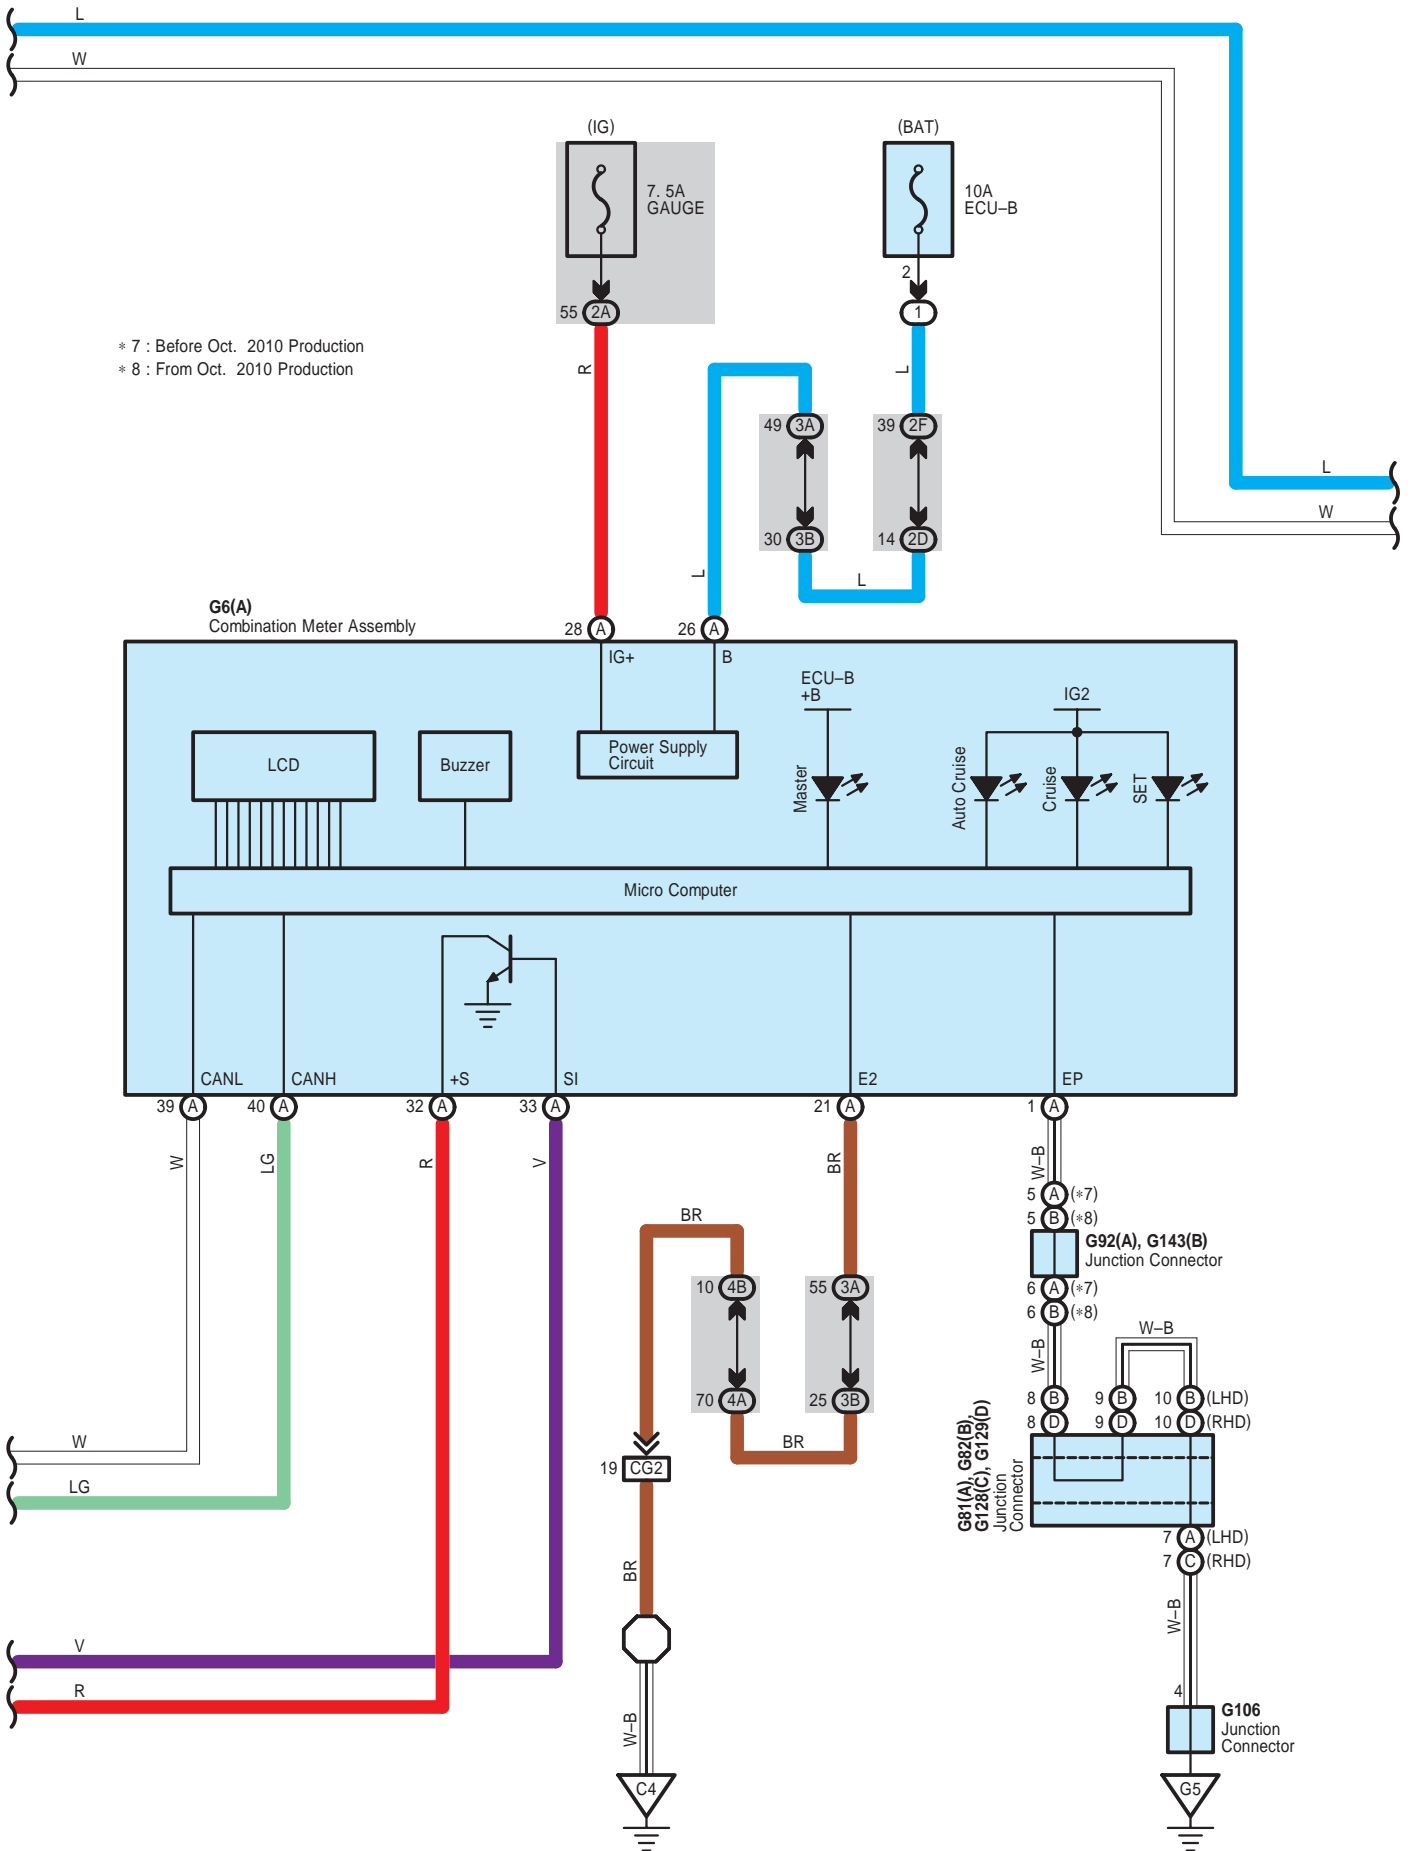 L
W
(IG)
(BAT)
7. 5A
GAUGE
10A
ECU–B
2
55 2A
1
* 7 : Before Oct. 2010 Production
* 8 : From Oct. 2010 Production
R
L
49 3A
39 2F
L
W
30 3B
14 2D
L
L
G6(A)
Combination Meter Assembly
28 A
26 A
IG+
B
ECU–B
+B
IG2
LCD
Buzzer
Power Supply
Circuit
Master
Auto Cruise
Cruise
SET
Micro Computer
CANL
CANH
+S
SI
E2
EP
39 A
40 A
32 A
33 A
21 A
1 A
W
LG
R
V
BR
W–B
5 A (*7)
5 B (*8)
G92(A), G143(B)
Junction Connector
6 A (*7)
6 B (*8)
BR
10 4B
55 3A
W–B
W–B
70 4A
25 3B
8 B
9 B
10 B (LHD)
8 D
9 D
10 D (RHD)
BR
G81(A), G82(B),
G128(C), G129(D)
Junction
Connector
W
LG
19 CG2
7 A (LHD)
7 C (RHD)
BR
W–B
V
R
W–B
4
G106
Junction
Connector
C4
G5